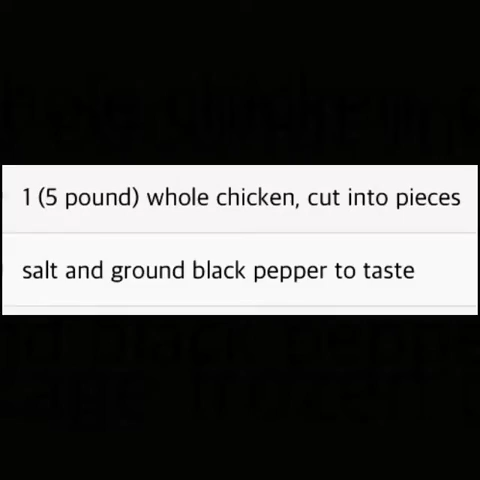 1 (5 pound) whole chicken, cut into pieces
salt and ground black pepper to taste